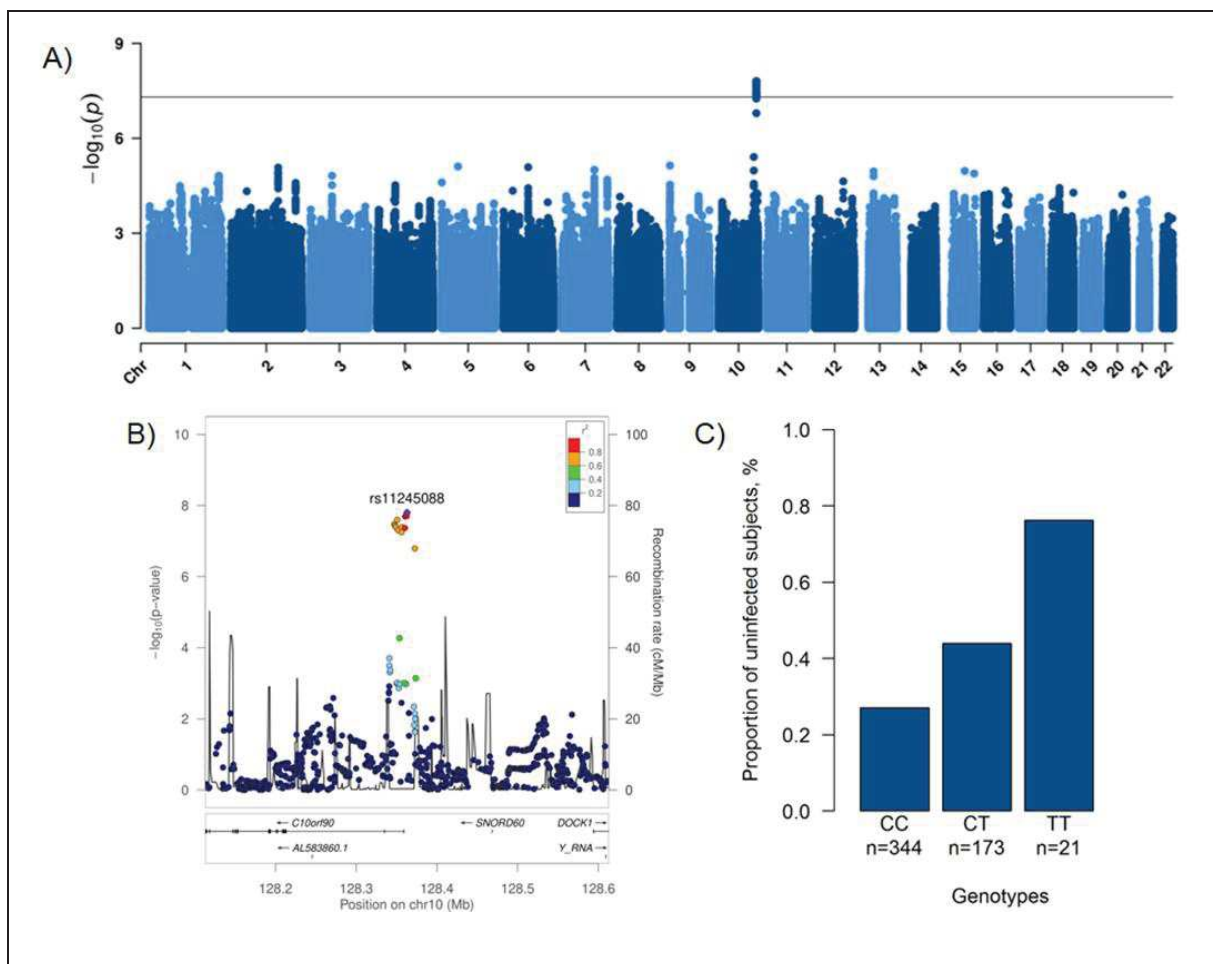 A)
9
6
3
0
−log10(p)
Chr
1
2
3
4
5
6
7
8
9
10
11
12
13
14
15
16
17
18
19
20
21
22
B)
10
8
6
4
2
0
−log10(p-value)
rs11245088
r²
0.8
0.6
0.4
0.2
100
80
60
40
20
0
Recombination rate (cM/Mb)
←C10orf90
←SNORD60
DOCK1→
←AL583860.1
Y_RNA→
128.2
128.3
128.4
128.5
128.6
Position on chr10 (Mb)
C)
1.0
0.8
0.6
0.4
0.2
0.0
Proportion of uninfected subjects, %
CC
CT
TT
n=344
n=173
n=21
Genotypes